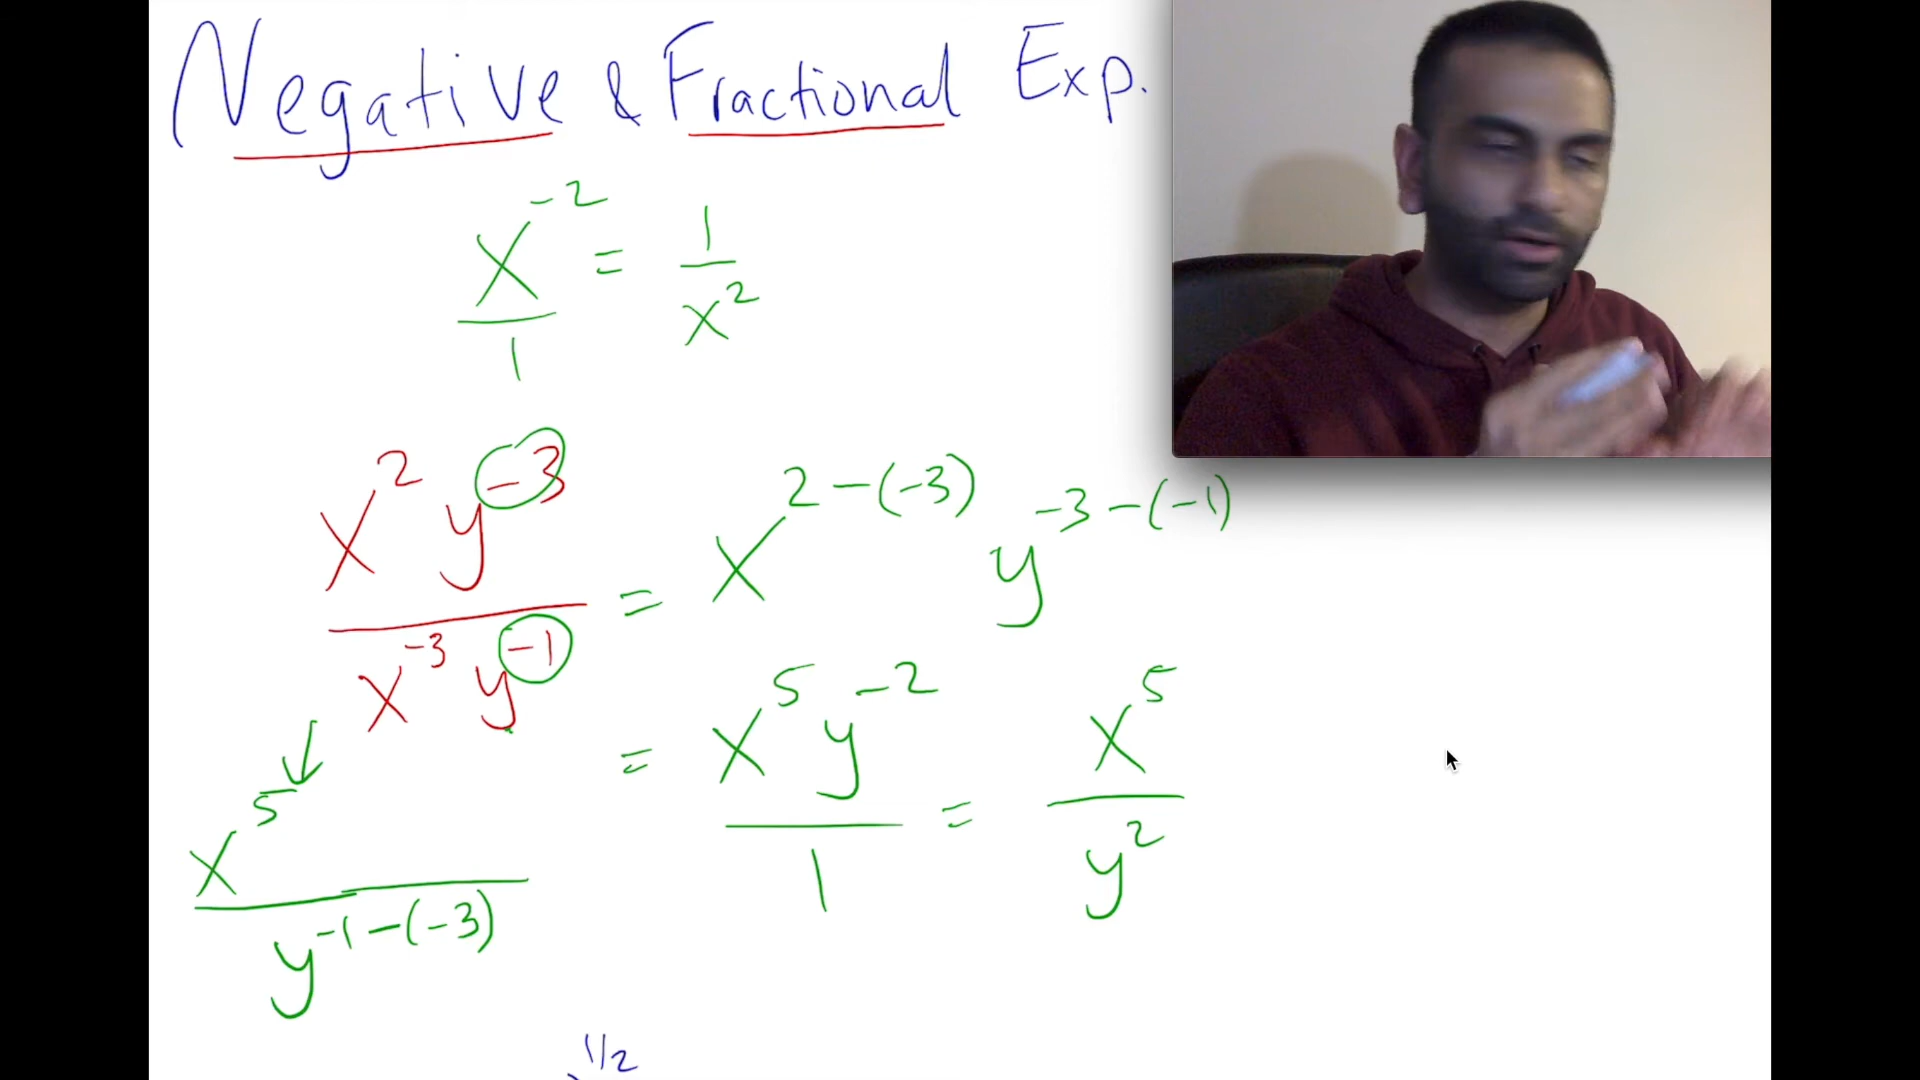 Negative & Fractional Exp.
x^-2 / 1 = 1 / x^2
x^2 y^-3 / x^-3 y^-1 = x^2-(-3) y^-3-(-1)
= x^5 y^-2 / 1 = x^5 / y^2
x^5 / y^-1-(-3)
1/2